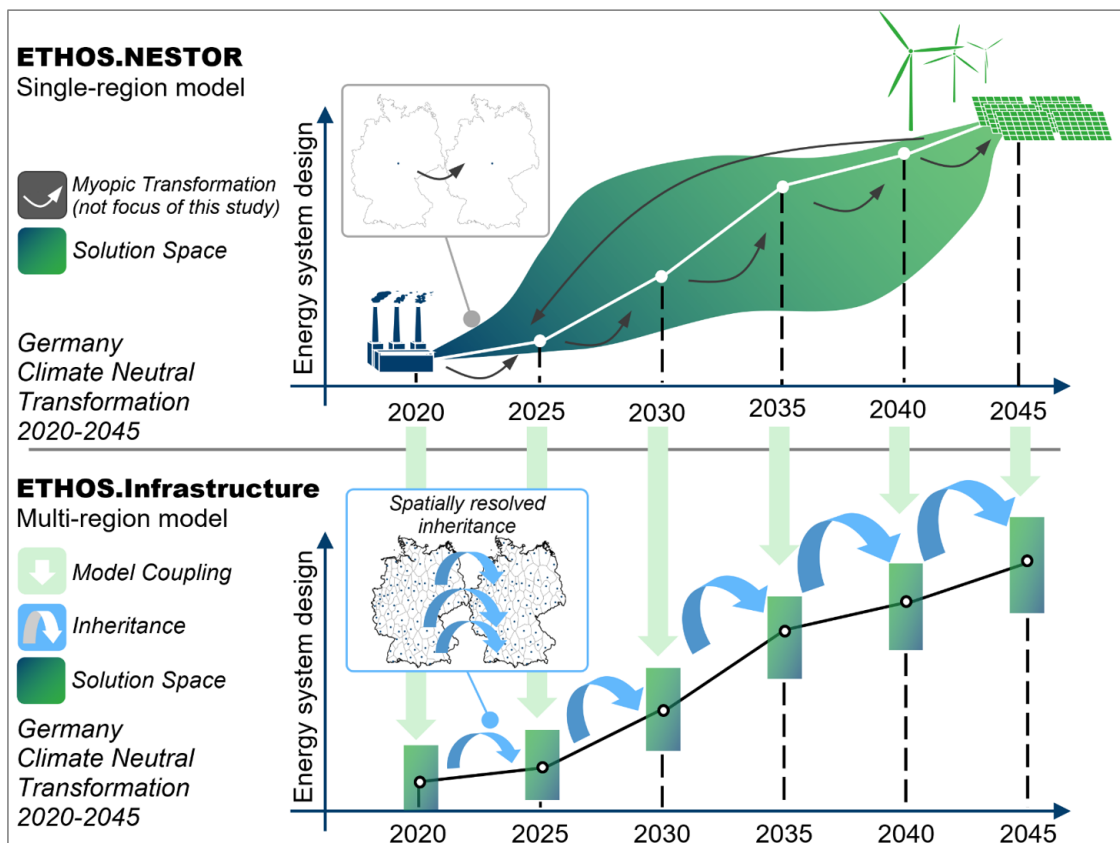 ETHOS.NESTOR
Single-region model
Myopic Transformation
(not focus of this study)
Solution Space
Germany
Climate Neutral
Transformation
2020-2045
Energy system design
2020 2025 2030 2035 2040 2045
ETHOS.Infrastructure
Multi-region model
Model Coupling
Inheritance
Solution Space
Germany
Climate Neutral
Transformation
2020-2045
Spatially resolved
inheritance
Energy system design
2020 2025 2030 2035 2040 2045